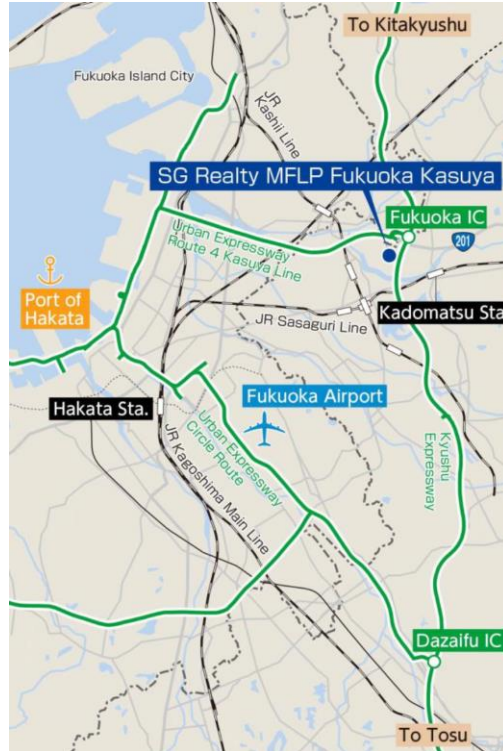 To Kitakyushu
Fukuoka Island City
JR
Kashii Line
SG Realty MFLP Fukuoka Kasuya
Fukuoka IC
201
Urban Expressway
Route 4 Kasuya Line
Port of
Hakata
Kadomatsu Sta.
JR Sasaguri Line
Fukuoka Airport
Hakata Sta.
Urban Expressway
Circle Route
Kyushu
Expressway
JR Kagoshima Main Line
Dazaifu IC
To Tosu